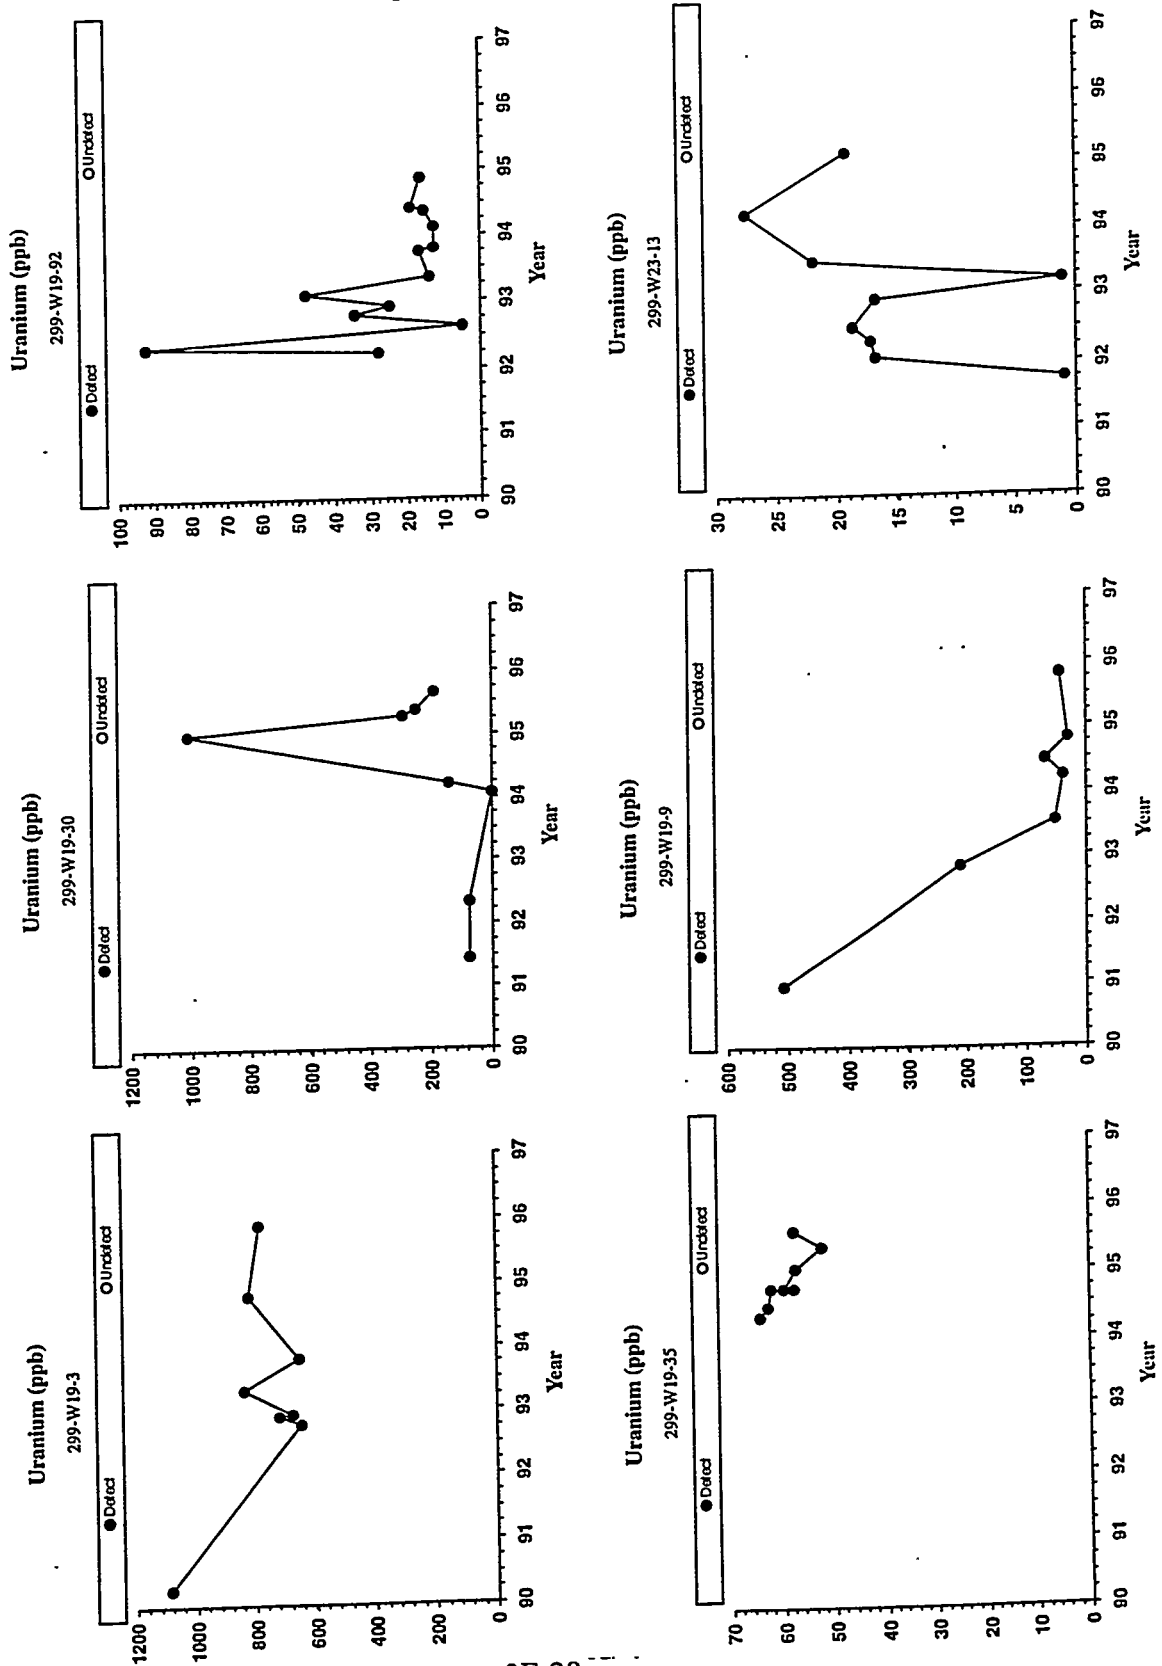 Uranium (ppb)
299-W19-3
Detect Undetect
1200
1000
800
600
400
200
0
90 91 92 93 94 95 96 97
Year
Uranium (ppb)
299-W19-30
Detect Undetect
1200
1000
800
600
400
200
0
90 91 92 93 94 95 96 97
Year
Uranium (ppb)
299-W19-92
Detect Undetect
100
90
80
70
60
50
40
30
20
10
0
90 91 92 93 94 95 96 97
Year
Uranium (ppb)
299-W19-35
Detect Undetect
70
60
50
40
30
20
10
0
90 91 92 93 94 95 96 97
Year
Uranium (ppb)
299-W19-9
Detect Undetect
600
500
400
300
200
100
0
90 91 92 93 94 95 96 97
Year
Uranium (ppb)
299-W23-13
Detect Undetect
30
25
20
15
10
5
0
90 91 92 93 94 95 96 97
Year